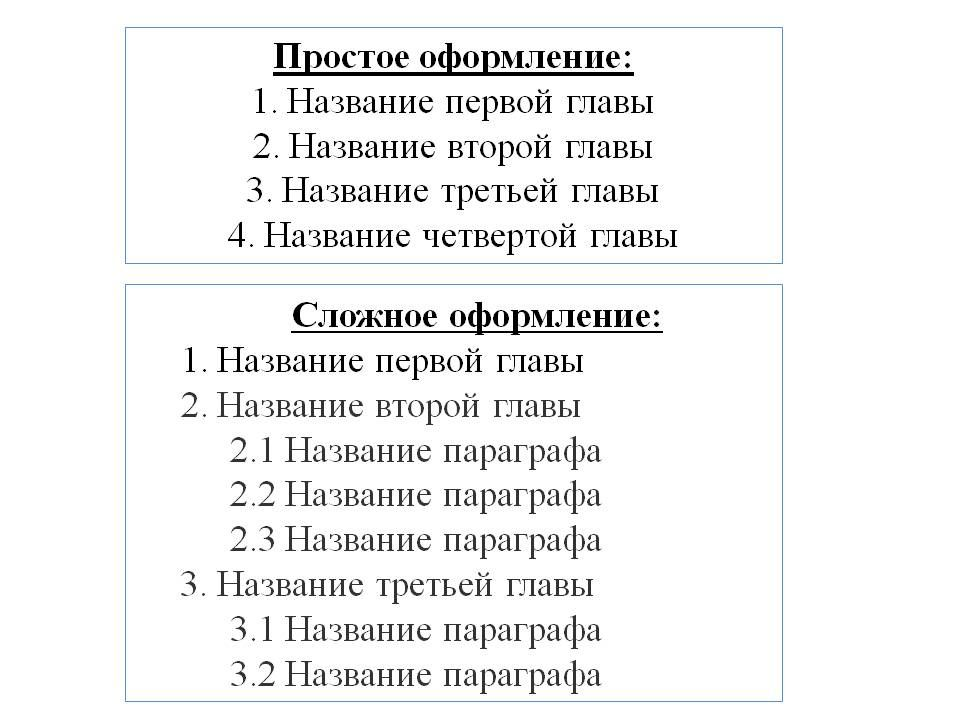 Простое оформление:
1. Название первой главы
2. Название второй главы
3. Название третьей главы
4. Название четвертой главы
Сложное оформление:
1. Название первой главы
2. Название второй главы
2.1 Название параграфа
2.2 Название параграфа
2.3 Название параграфа
3. Название третьей главы
3.1 Название параграфа
3.2 Название параграфа